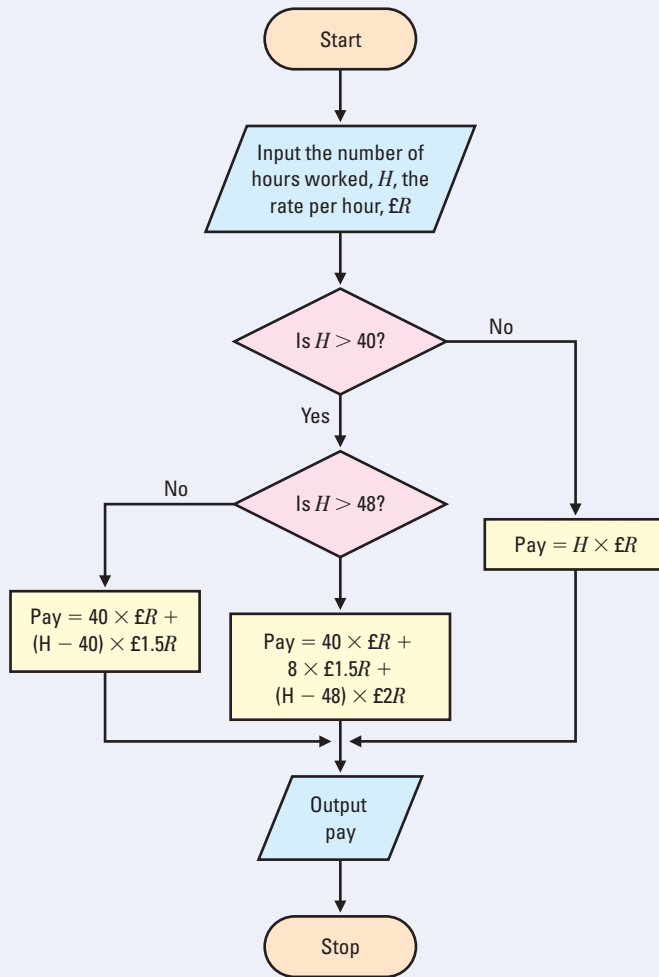 Start
Input the number of
hours worked, H, the
rate per hour, £R
Is H > 40?
No
Yes
Is H > 48?
No
Pay = H × £R
Pay = 40 × £R +
(H − 40) × £1.5R
Pay = 40 × £R +
8 × £1.5R +
(H − 48) × £2R
Output
pay
Stop